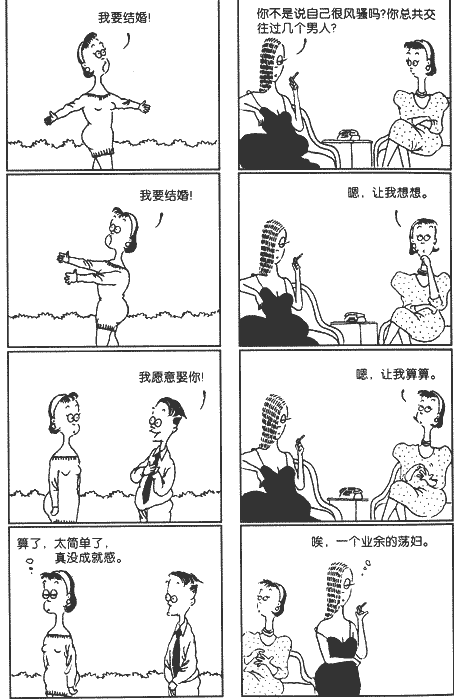 我要结婚!
我要结婚!
我愿意娶你!
算了，太简单了，
真没成就感。
你不是说自己很风骚吗?你总共交
往过几个男人?
嗯，让我想想。
嗯，让我算算。
唉，一个业余的荡妇。